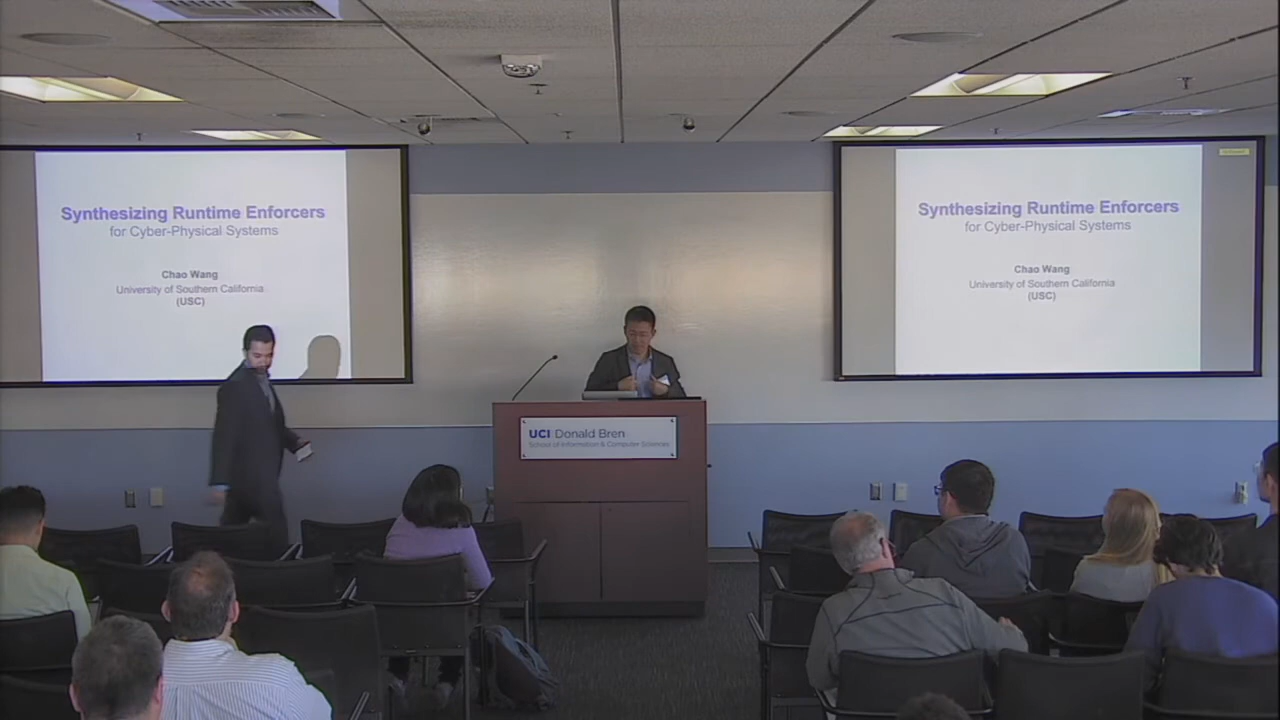 Synthesizing Runtime Enforcers
for Cyber-Physical Systems
Chao Wang
University of Southern California
(USC)
Synthesizing Runtime Enforcers
for Cyber-Physical Systems
Chao Wang
University of Southern California
(USC)
UCI Donald Bren
School of Information & Computer Sciences